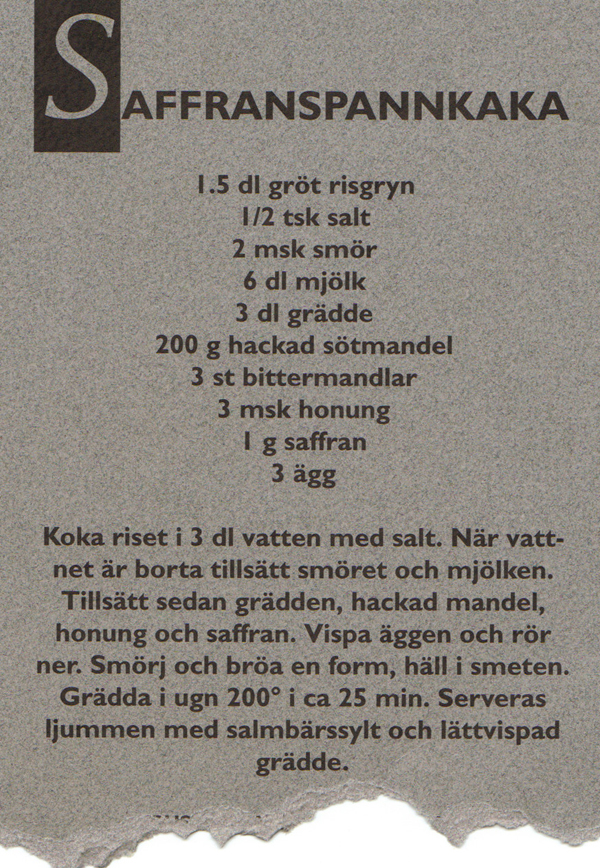 SAFFRANSPANNKAKA
1.5 dl gröt risgryn
1/2 tsk salt
2 msk smör
6 dl mjölk
3 dl grädde
200 g hackad sötmandel
3 st bittermandlar
3 msk honung
1 g saffran
3 ägg
Koka riset i 3 dl vatten med salt. När vatt-
net är borta tillsätt smöret och mjölken.
Tillsätt sedan grädden, hackad mandel,
honung och saffran. Vispa äggen och rör
ner. Smörj och bröa en form, häll i smeten.
Grädda i ugn 200° i ca 25 min. Serveras
ljummen med salmbärssylt och lättvispad
grädde.